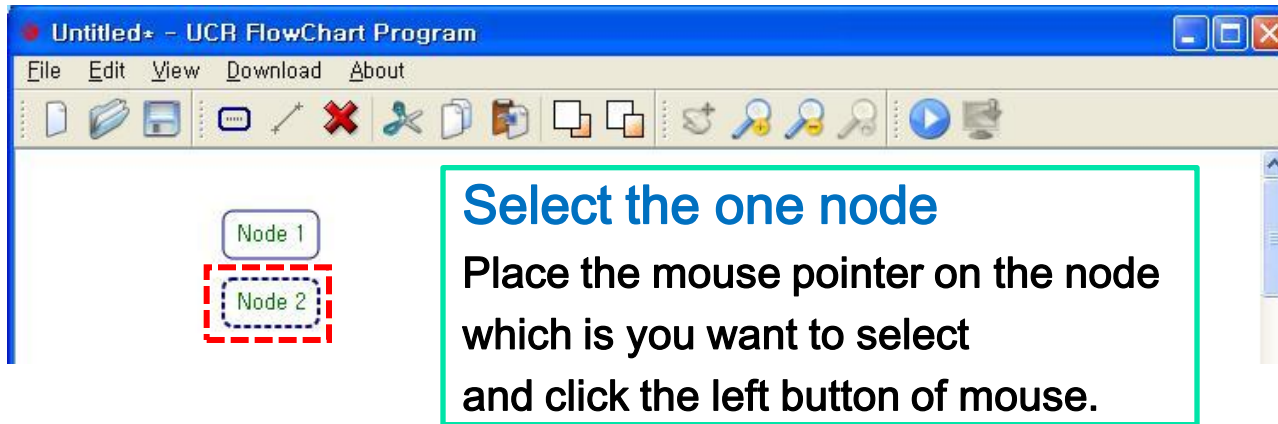 Untitled* - UCR FlowChart Program
File Edit View Download About
Node 1
Node 2
Select the one node
Place the mouse pointer on the node
which is you want to select
and click the left button of mouse.